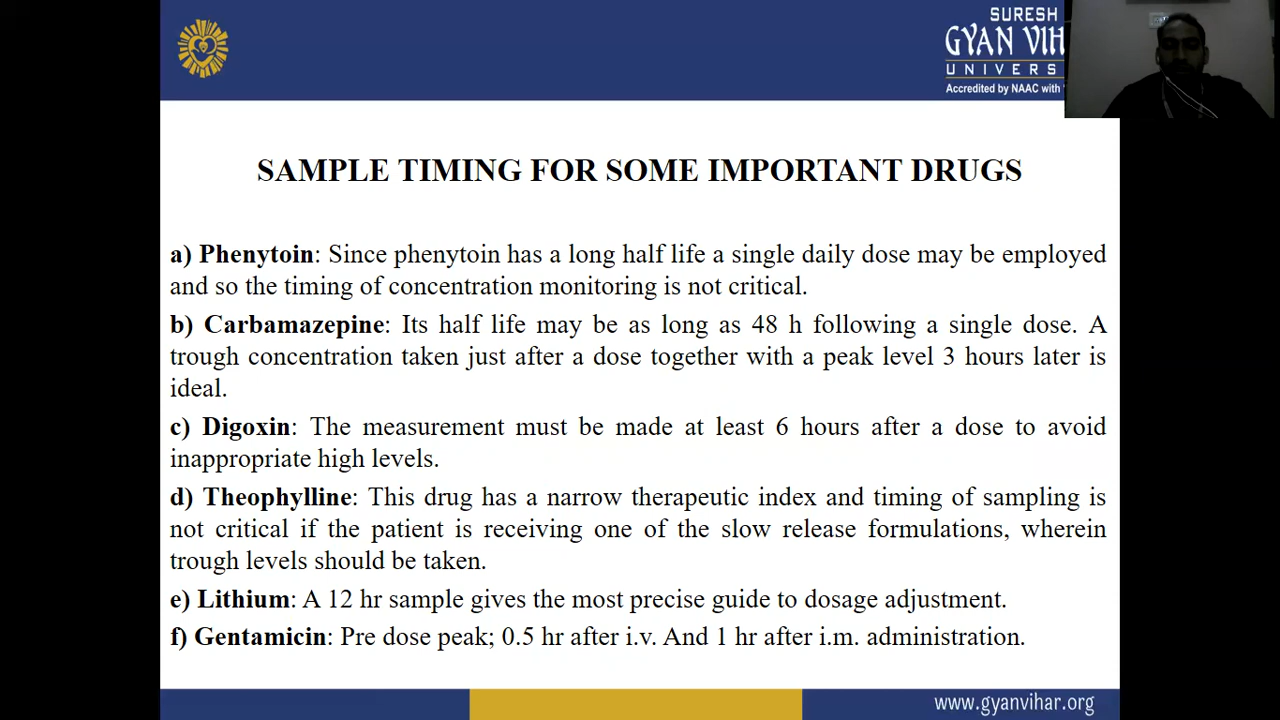 SURESH
GYAN VIH
UNIVERS
Accredited by NAAC with
SAMPLE TIMING FOR SOME IMPORTANT DRUGS
a) Phenytoin: Since phenytoin has a long half life a single daily dose may be employed
and so the timing of concentration monitoring is not critical.
b) Carbamazepine: Its half life may be as long as 48 h following a single dose. A
trough concentration taken just after a dose together with a peak level 3 hours later is
ideal.
c) Digoxin: The measurement must be made at least 6 hours after a dose to avoid
inappropriate high levels.
d) Theophylline: This drug has a narrow therapeutic index and timing of sampling is
not critical if the patient is receiving one of the slow release formulations, wherein
trough levels should be taken.
e) Lithium: A 12 hr sample gives the most precise guide to dosage adjustment.
f) Gentamicin: Pre dose peak; 0.5 hr after i.v. And 1 hr after i.m. administration.
www.gyanvihar.org